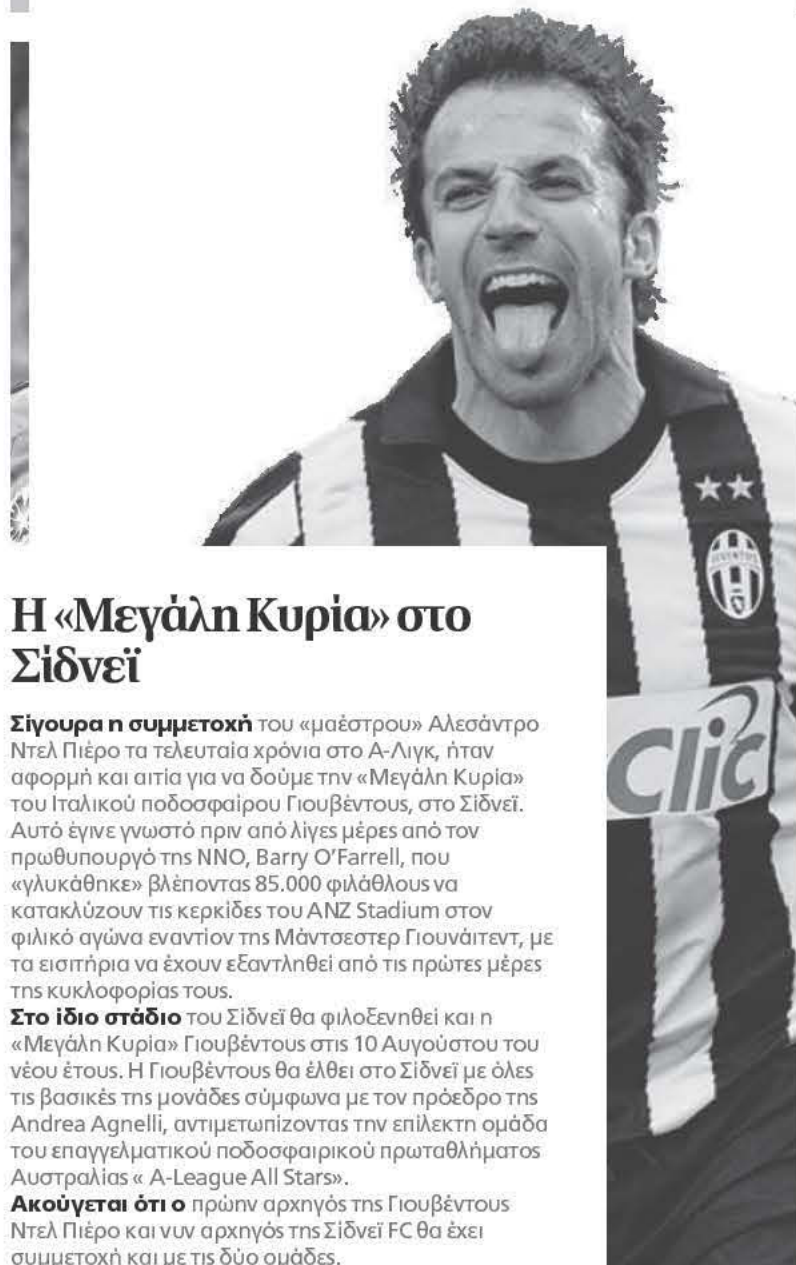 JUVENTUS
Clic
Η «Μεγάλη Κυρία» στο
Σίδνεϊ
Σίγουρα η συμμετοχή του «μαέστρου» Αλεσάντρο
Ντελ Πιέρο τα τελευταία χρόνια στο Α-Λιγκ, ήταν
αφορμή και αιτία για να δούμε την «Μεγάλη Κυρία»
του Ιταλικού ποδοσφαίρου Γιουβέντους, στο Σίδνεϊ.
Αυτό έγινε γνωστό πριν από λίγες μέρες από τον
πρωθυπουργό της ΝΝΟ, Barry O’Farrell, που
«γλυκάθηκε» βλέποντας 85.000 φιλάθλους να
κατακλύζουν τις κερκίδες του ANZ Stadium στον
φιλικό αγώνα εναντίον της Μάντσεστερ Γιουνάιτεντ, με
τα εισιτήρια να έχουν εξαντληθεί από τις πρώτες μέρες
της κυκλοφορίας τους.
Στο ίδιο στάδιο του Σίδνεϊ θα φιλοξενηθεί και η
«Μεγάλη Κυρία» Γιουβέντους στις 10 Αυγούστου του
νέου έτους. Η Γιουβέντους θα έλθει στο Σίδνεϊ με όλες
τις βασικές της μονάδες σύμφωνα με τον πρόεδρο της
Andrea Agnelli, αντιμετωπίζοντας την επίλεκτη ομάδα
του επαγγελματικού ποδοσφαιρικού πρωταθλήματος
Αυστραλίας « A-League All Stars».
Ακούγεται ότι ο πρώην αρχηγός της Γιουβέντους
Ντελ Πιέρο και νυν αρχηγός της Σίδνεϊ FC θα έχει
συμμετοχή και με τις δύο ομάδες.